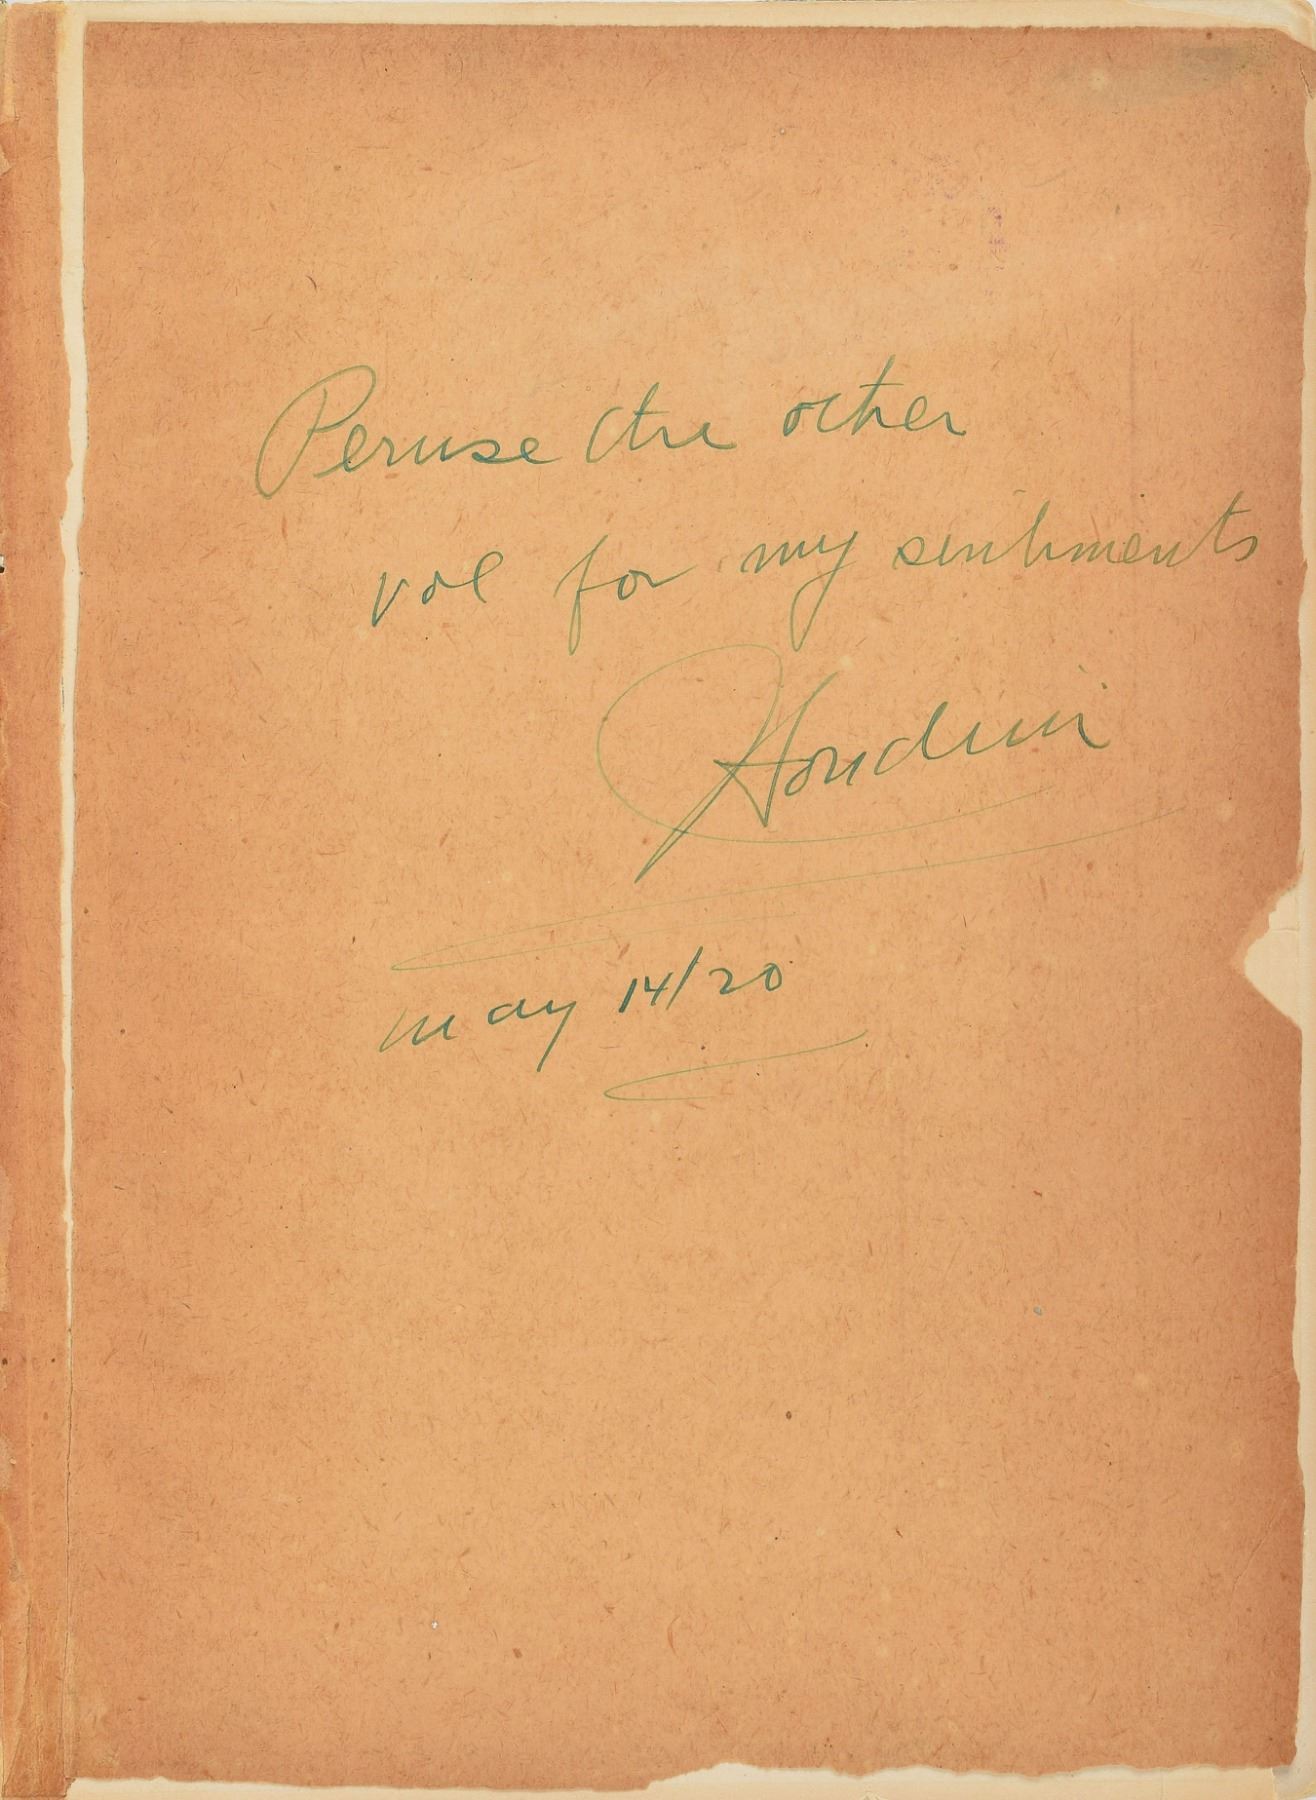 Peruse the other
vol for my sentiments
Houdini
May 14/20